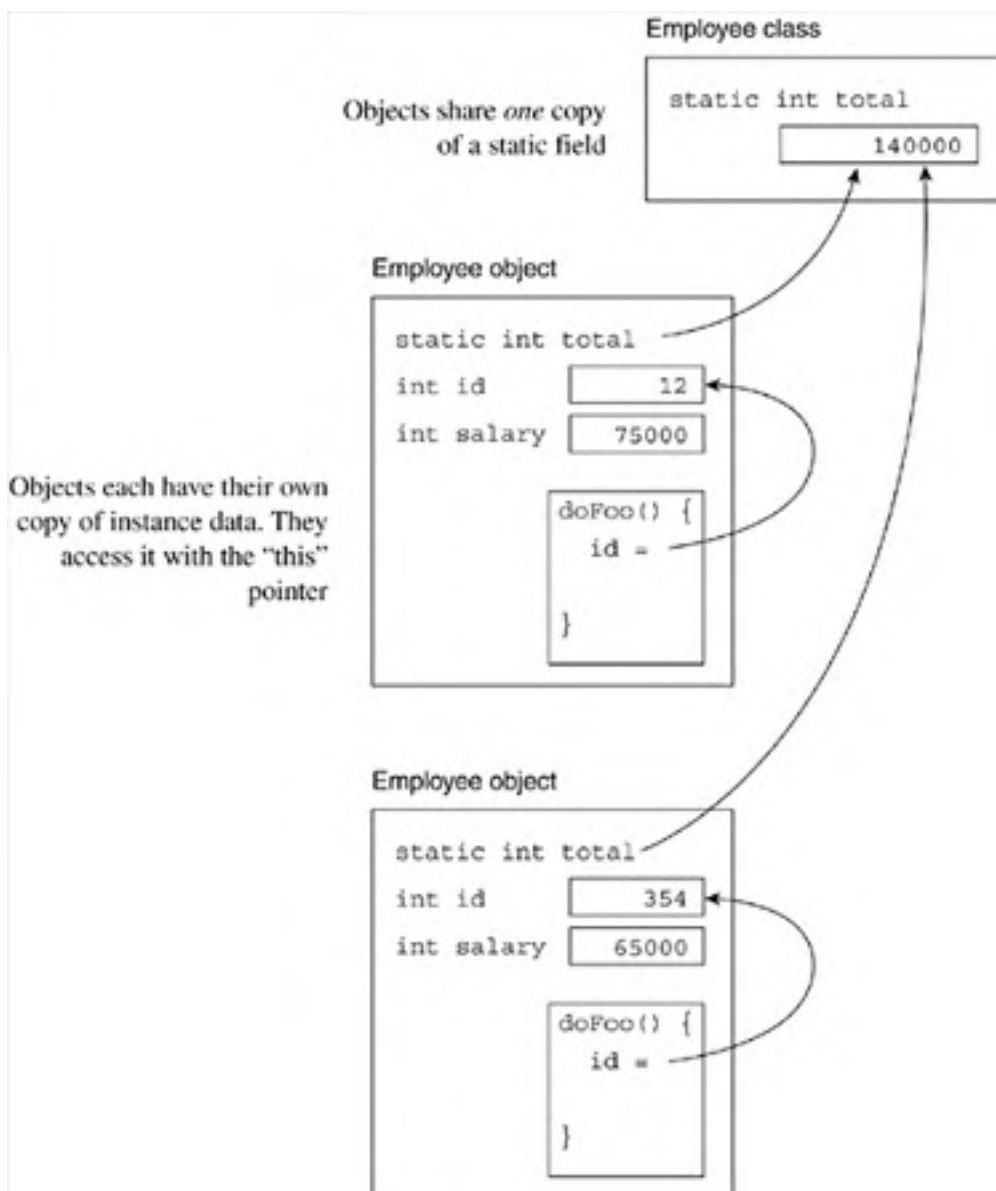 Employee class
static int total
140000
Objects share one copy
of a static field
Employee object
static int total
int id 12
int salary 75000
doFoo() {
id =
}
Objects each have their own
copy of instance data. They
access it with the “this”
pointer
Employee object
static int total
int id 354
int salary 65000
doFoo() {
id =
}